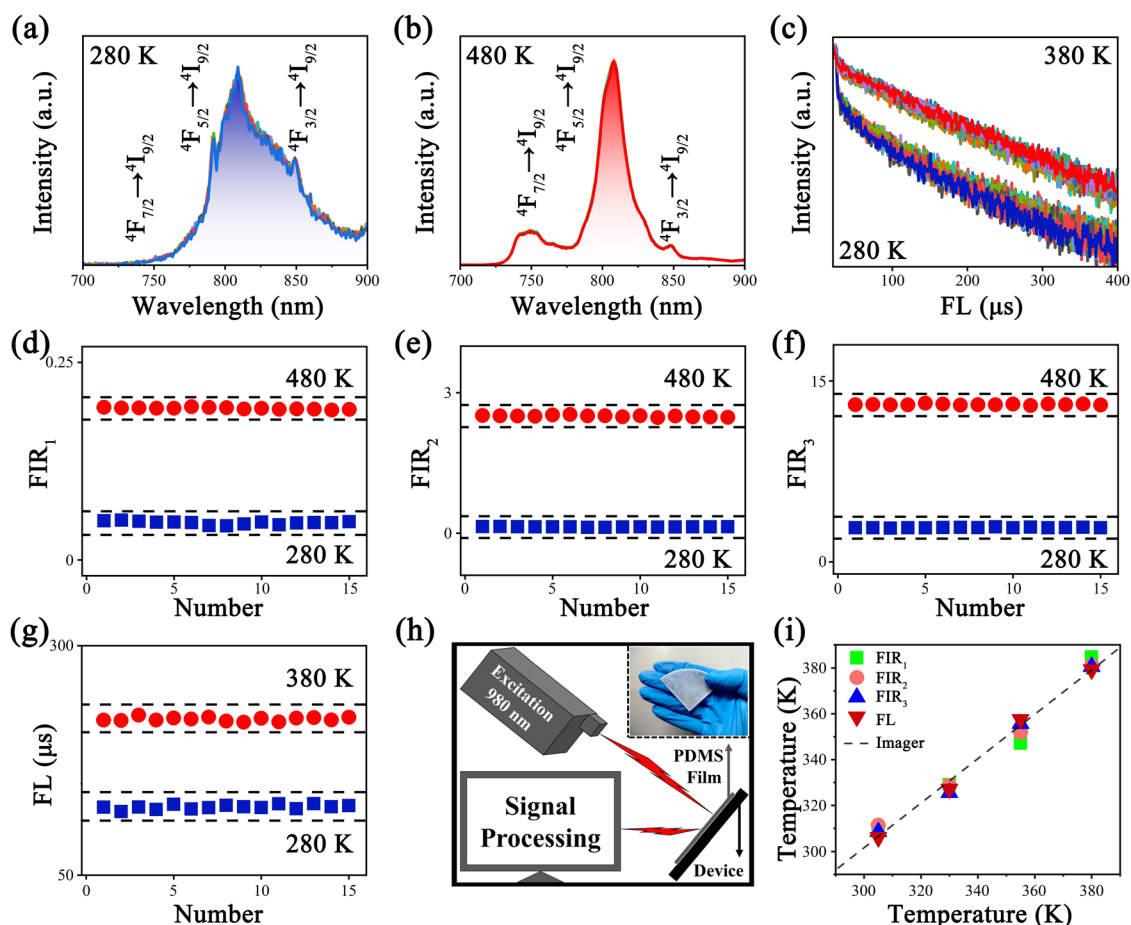 (a)
280 K
⁴F₇/₂→⁴I₉/₂
⁴F₅/₂→⁴I₉/₂
⁴F₃/₂→⁴I₉/₂
Intensity (a.u.)
700 750 800 850 900
Wavelength (nm)
(b)
480 K
⁴F₇/₂→⁴I₉/₂
⁴F₅/₂→⁴I₉/₂
⁴F₃/₂→⁴I₉/₂
Intensity (a.u.)
700 750 800 850 900
Wavelength (nm)
(c)
380 K
280 K
Intensity (a.u.)
100 200 300 400
FL (μs)
(d)
0.25
480 K
FIR₁
0
280 K
0 5 10 15
Number
(e)
3
480 K
FIR₂
0
280 K
0 5 10 15
Number
(f)
15
480 K
FIR₃
0
280 K
0 5 10 15
Number
(g)
300
380 K
FL (μs)
280 K
50
0 5 10 15
Number
(h)
Excitation
980 nm
PDMS
Film
Signal
Processing
Device
(i)
FIR₁
FIR₂
FIR₃
FL
Imager
Temperature (K)
380
360
340
320
300
300 320 340 360 380
Temperature (K)